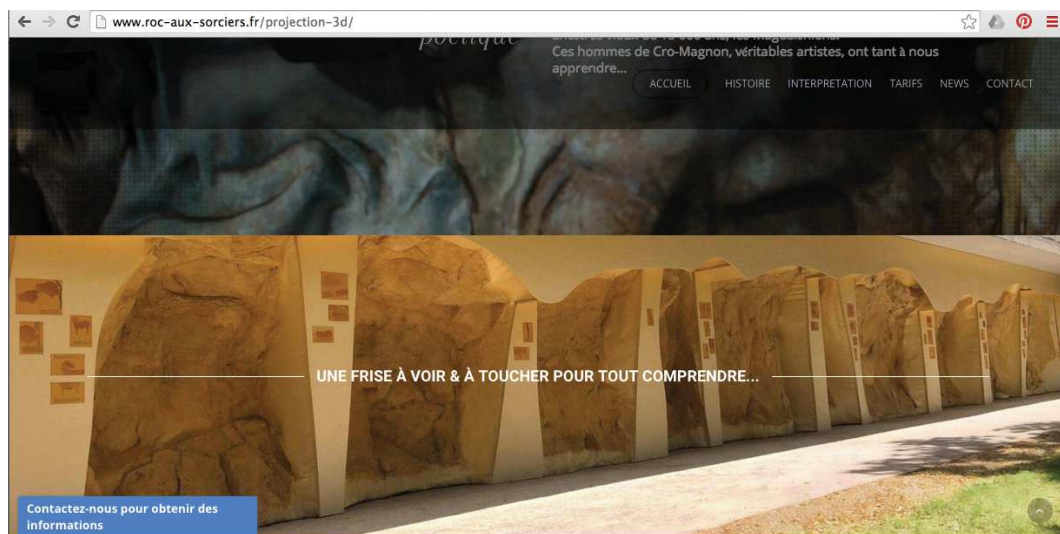 www.roc-aux-sorciers.fr/projection-3d/
poétique
Ces hommes de Cro-Magnon, véritables artistes, ont tant à nous
apprendre...
ACCUEIL HISTOIRE INTERPRETATION TARIFS NEWS CONTACT
UNE FRISE À VOIR & À TOUCHER POUR TOUT COMPRENDRE...
Contactez-nous pour obtenir des
informations